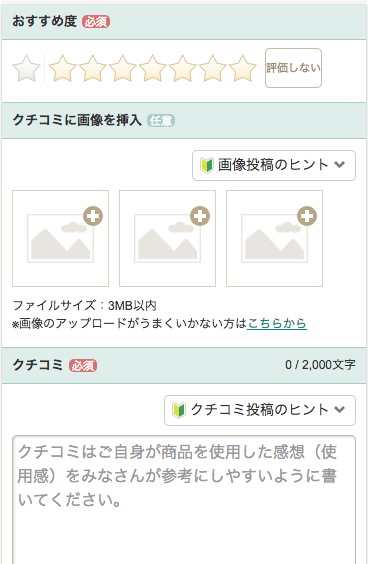 おすすめ度 必須
評価しない
クチコミに画像を挿入 任意
画像投稿のヒント
ファイルサイズ：3MB以内
※画像のアップロードがうまくいかない方はこちらから
クチコミ 必須 0 / 2,000文字
クチコミ投稿のヒント
クチコミはご自身が商品を使用した感想（使
用感）をみなさんが参考にしやすいように書
いてください。